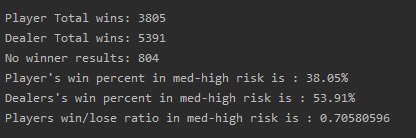 Player Total wins: 3805
Dealer Total wins: 5391
No winner results: 804
Player's win percent in med-high risk is : 38.05%
Dealers's win percent in med-high risk is : 53.91%
Players win/lose ratio in med-high risk is : 0.70580596